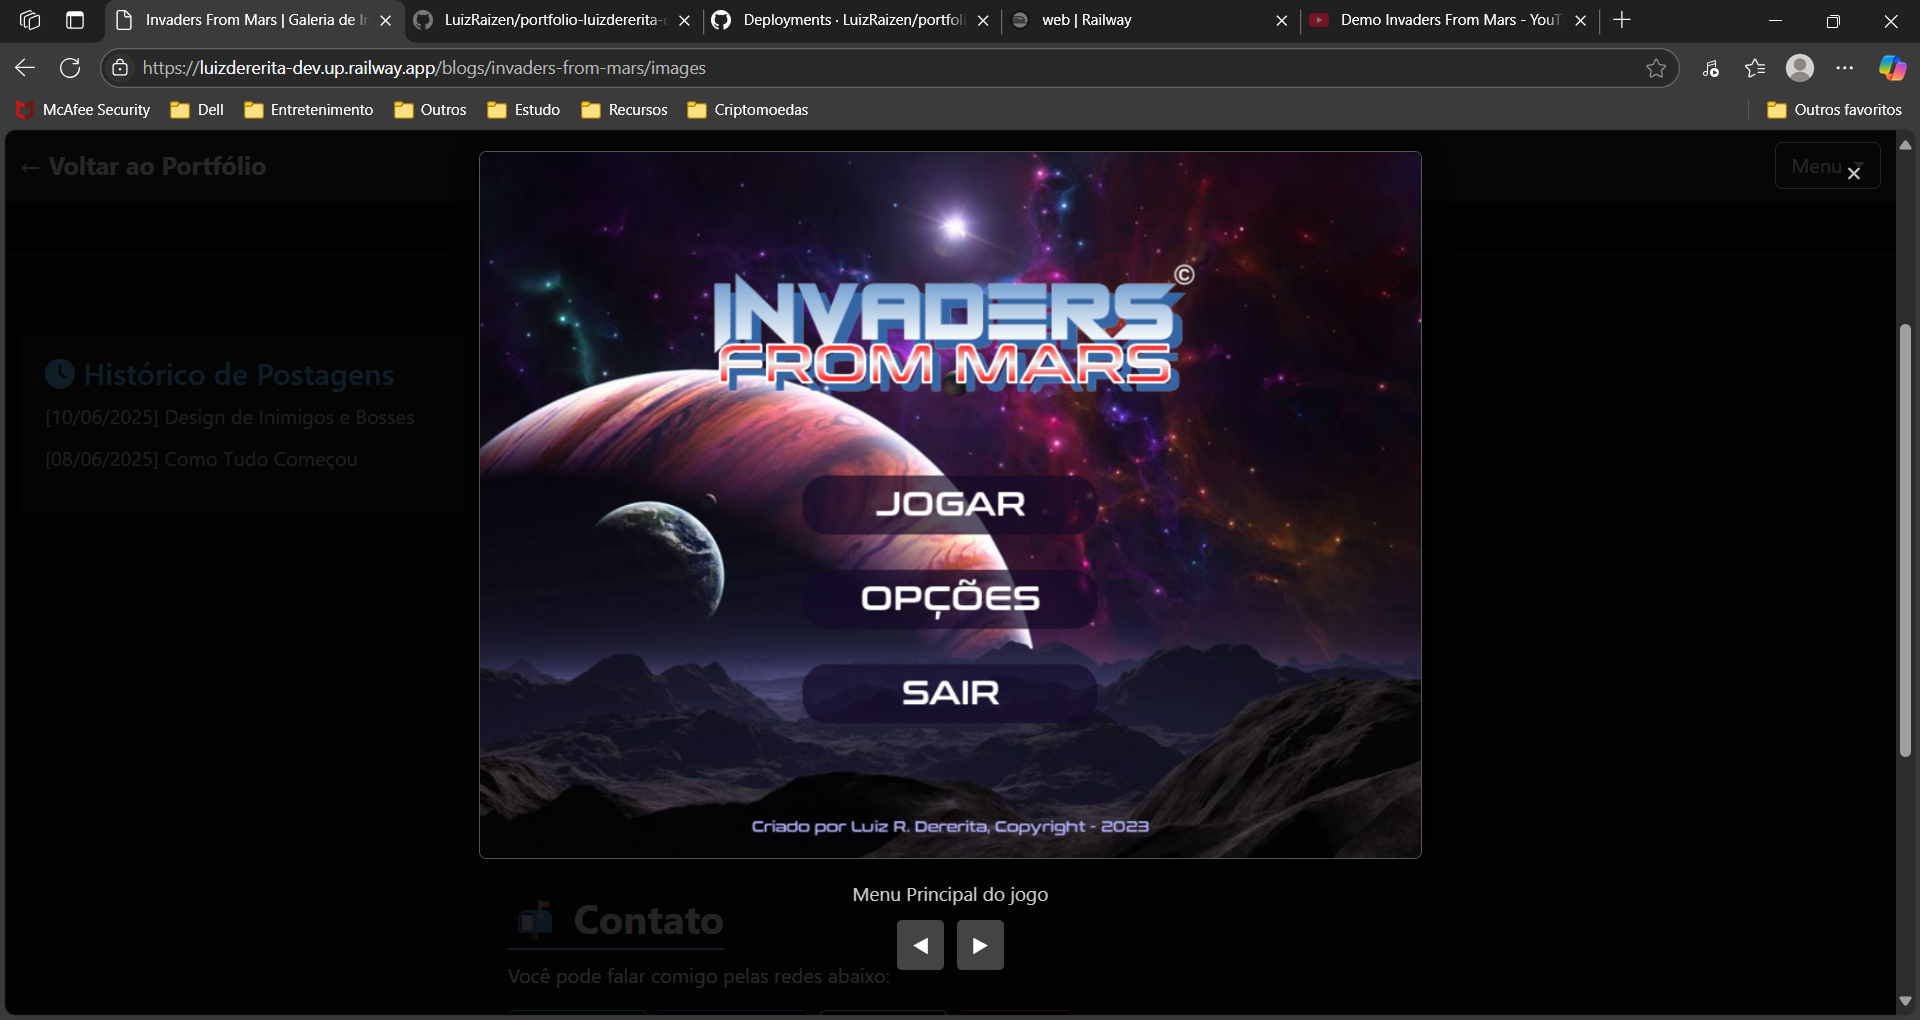 Invaders From Mars | Galeria de I
LuizRaizen/portfolio-luizdererita-
Deployments · LuizRaizen/portfoli
web | Railway
Demo Invaders From Mars - YouT
https://luizdererita-dev.up.railway.app/blogs/invaders-from-mars/images
McAfee Security
Dell
Entretenimento
Outros
Estudo
Recursos
Criptomoedas
Outros favoritos
← Voltar ao Portfólio
Menu
INVADERS
©
FROM MARS
Histórico de Postagens
[10/06/2025] Design de Inimigos e Bosses
[08/06/2025] Como Tudo Começou
JOGAR
OPÇÕES
SAIR
Criado por Luiz R. Dererita, Copyright - 2023
Menu Principal do jogo
Contato
Você pode falar comigo pelas redes abaixo: